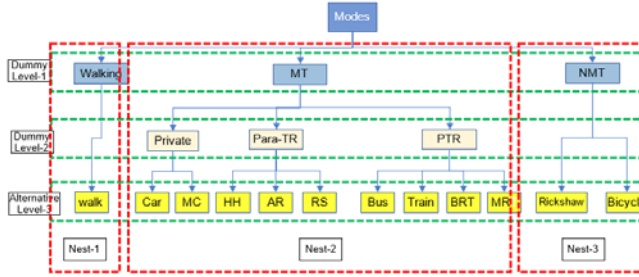 Modes
Dummy
Level-1
Walking
MT
NMT
Dummy
Level-2
Private
Para-TR
PTR
Alternative
Level-3
walk
Car
MC
HH
AR
RS
Bus
Train
BRT
MR
Rickshaw
Bicycl
Nest-1
Nest-2
Nest-3